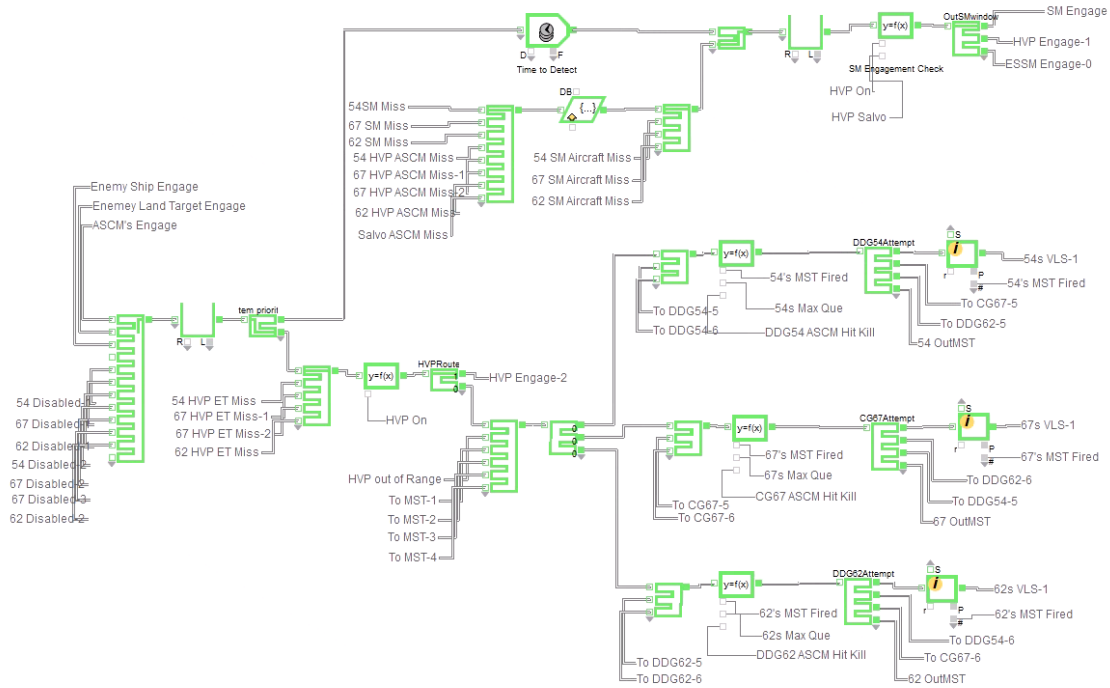 SM Engage
OutSMwindow
HVP Engage-1
ESSM Engage-0
y=f(x)
SM Engagement Check
R
L
HVP On
HVP Salvo
D
F
Time to Detect
DB
{...}
54SM Miss
67 SM Miss
62 SM Miss
54 HVP ASCM Miss
67 HVP ASCM Miss-1
67 HVP ASCM Miss-2
62 HVP ASCM Miss
Salvo ASCM Miss
54 SM Aircraft Miss
67 SM Aircraft Miss
62 SM Aircraft Miss
Enemy Ship Engage
Enemey Land Target Engage
ASCM's Engage
tem priorit
R
L
54 Disabled-1
67 Disabled-1
62 Disabled-1
54 Disabled-2
67 Disabled-2
67 Disabled-3
62 Disabled-2
54 HVP ET Miss
67 HVP ET Miss-1
67 HVP ET Miss-2
62 HVP ET Miss
y=f(x)
HVP On
HVPRoute
1
0
HVP Engage-2
HVP out of Range
To MST-1
To MST-2
To MST-3
To MST-4
0
0
0
To DDG54-5
To DDG54-6
y=f(x)
54's MST Fired
54s Max Que
DDG54 ASCM Hit Kill
DDG54Attempt
S
i
r
P
#
54s VLS-1
54's MST Fired
To CG67-5
To DDG62-5
54 OutMST
To CG67-5
To CG67-6
y=f(x)
67's MST Fired
67s Max Que
CG67 ASCM Hit Kill
CG67Attempt
S
i
r
P
#
67s VLS-1
67's MST Fired
To DDG62-6
To DDG54-5
67 OutMST
To DDG62-5
To DDG62-6
y=f(x)
62's MST Fired
62s Max Que
DDG62 ASCM Hit Kill
DDG62Attempt
S
i
r
P
#
62s VLS-1
62's MST Fired
To DDG54-6
To CG67-6
62 OutMST